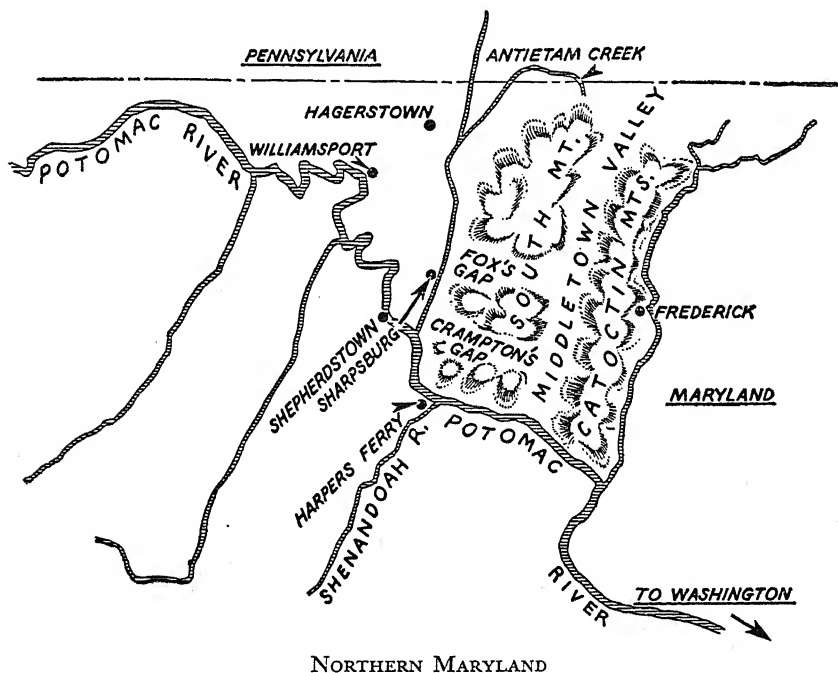 PENNSYLVANIA
ANTIETAM CREEK
HAGERSTOWN
POTOMAC RIVER
WILLIAMSPORT
SOUTH MT.
MIDDLETOWN VALLEY
CATOCTIN MTS.
FOX'S
GAP
FREDERICK
CRAMPTON'S
GAP
SHEPHERDSTOWN
SHARPSBURG
MARYLAND
HARPERS FERRY
POTOMAC
SHENANDOAH R.
RIVER
TO WASHINGTON
NORTHERN MARYLAND